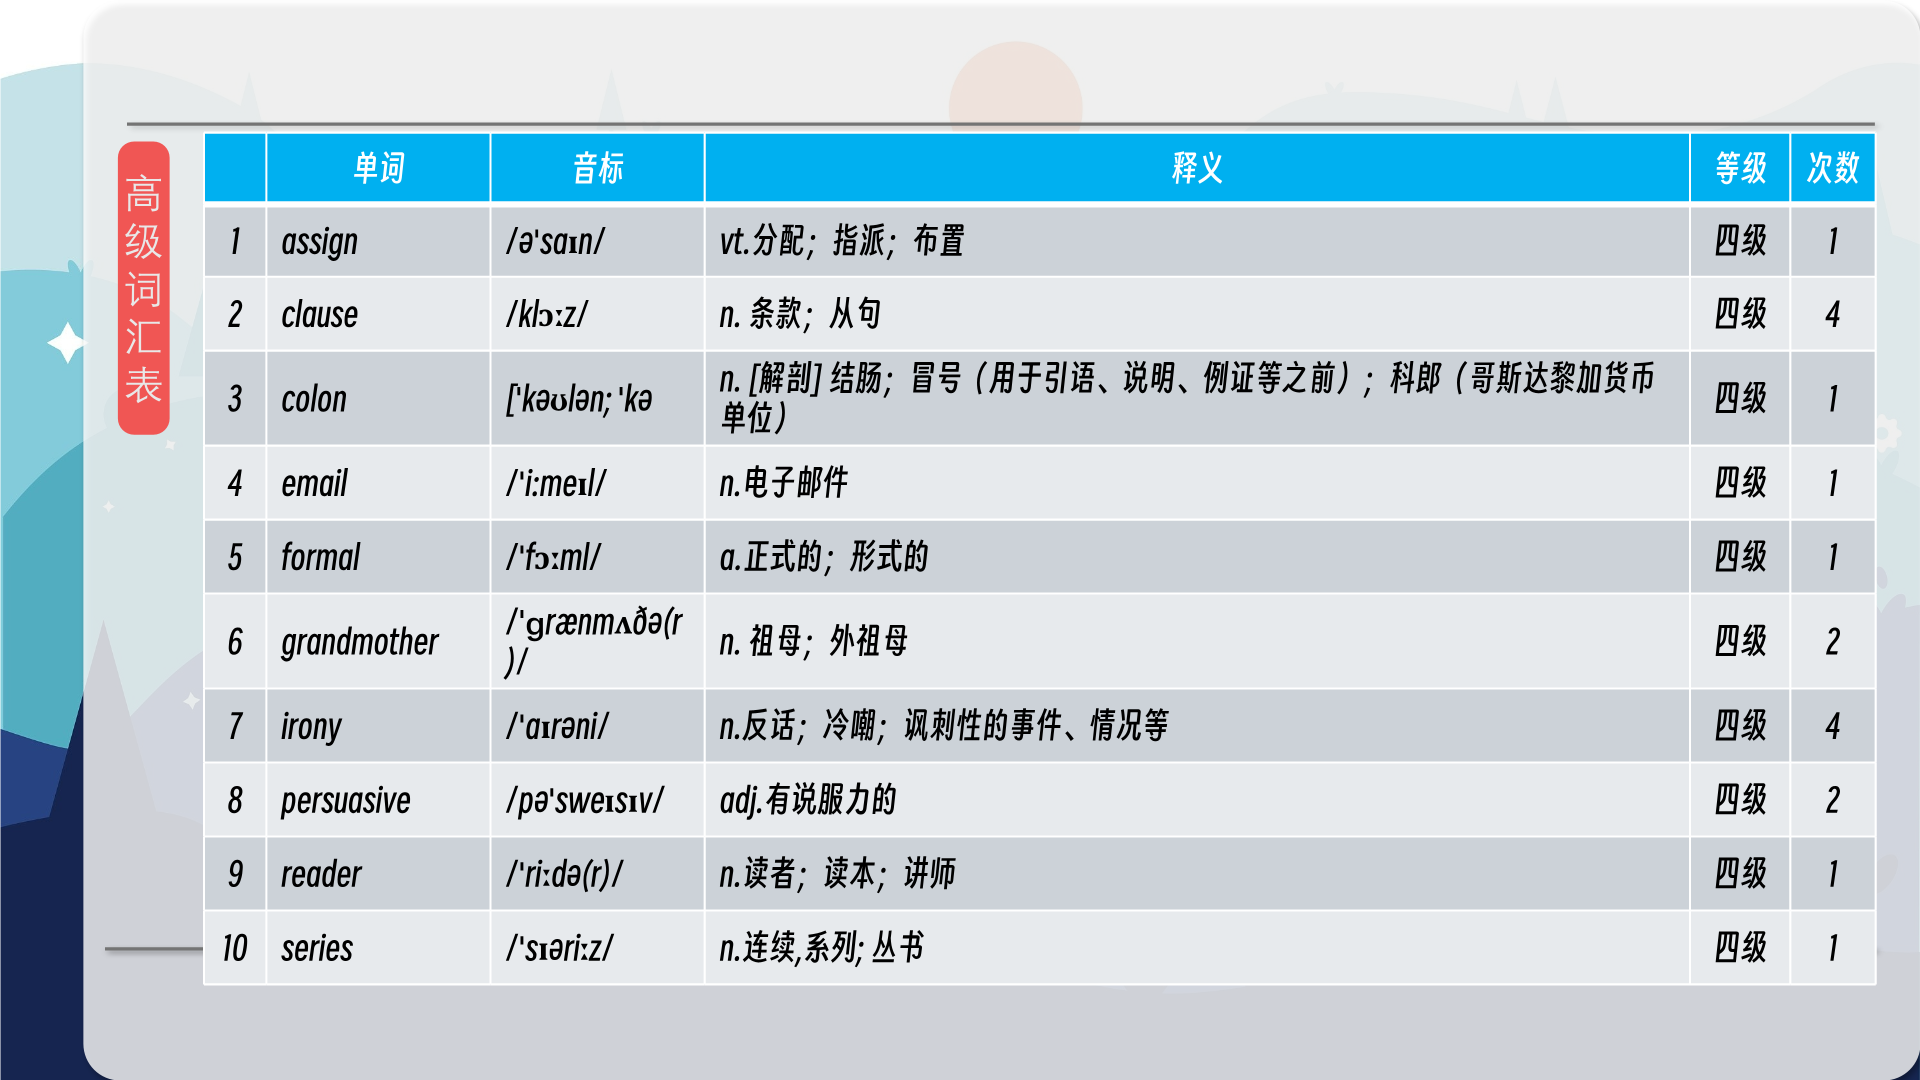 高级词汇表
单词 音标 释义 等级 次数
1 assign /ə'saɪn/ vt.分配；指派；布置 四级 1
2 clause /klɔːz/ n. 条款；从句 四级 4
3 colon ['kəʊlən; 'kə n. [解剖] 结肠；冒号（用于引语、说明、例证等之前）；科郎（哥斯达黎加货币
单位） 四级 1
4 email /'i:meɪl/ n.电子邮件 四级 1
5 formal /'fɔːml/ a.正式的；形式的 四级 1
6 grandmother /'ɡrænmʌðə(r
)/ n. 祖母；外祖母 四级 2
7 irony /'aɪrəni/ n.反话；冷嘲；讽刺性的事件、情况等 四级 4
8 persuasive /pə'sweɪsɪv/ adj.有说服力的 四级 2
9 reader /'riːdə(r)/ n.读者；读本；讲师 四级 1
10 series /'sɪəriːz/ n.连续,系列; 丛书 四级 1